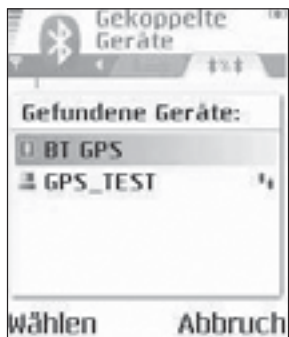 Gekoppelte
Geräte
Gefundene Geräte:
BT GPS
GPS_TEST
Wählen Abbruch